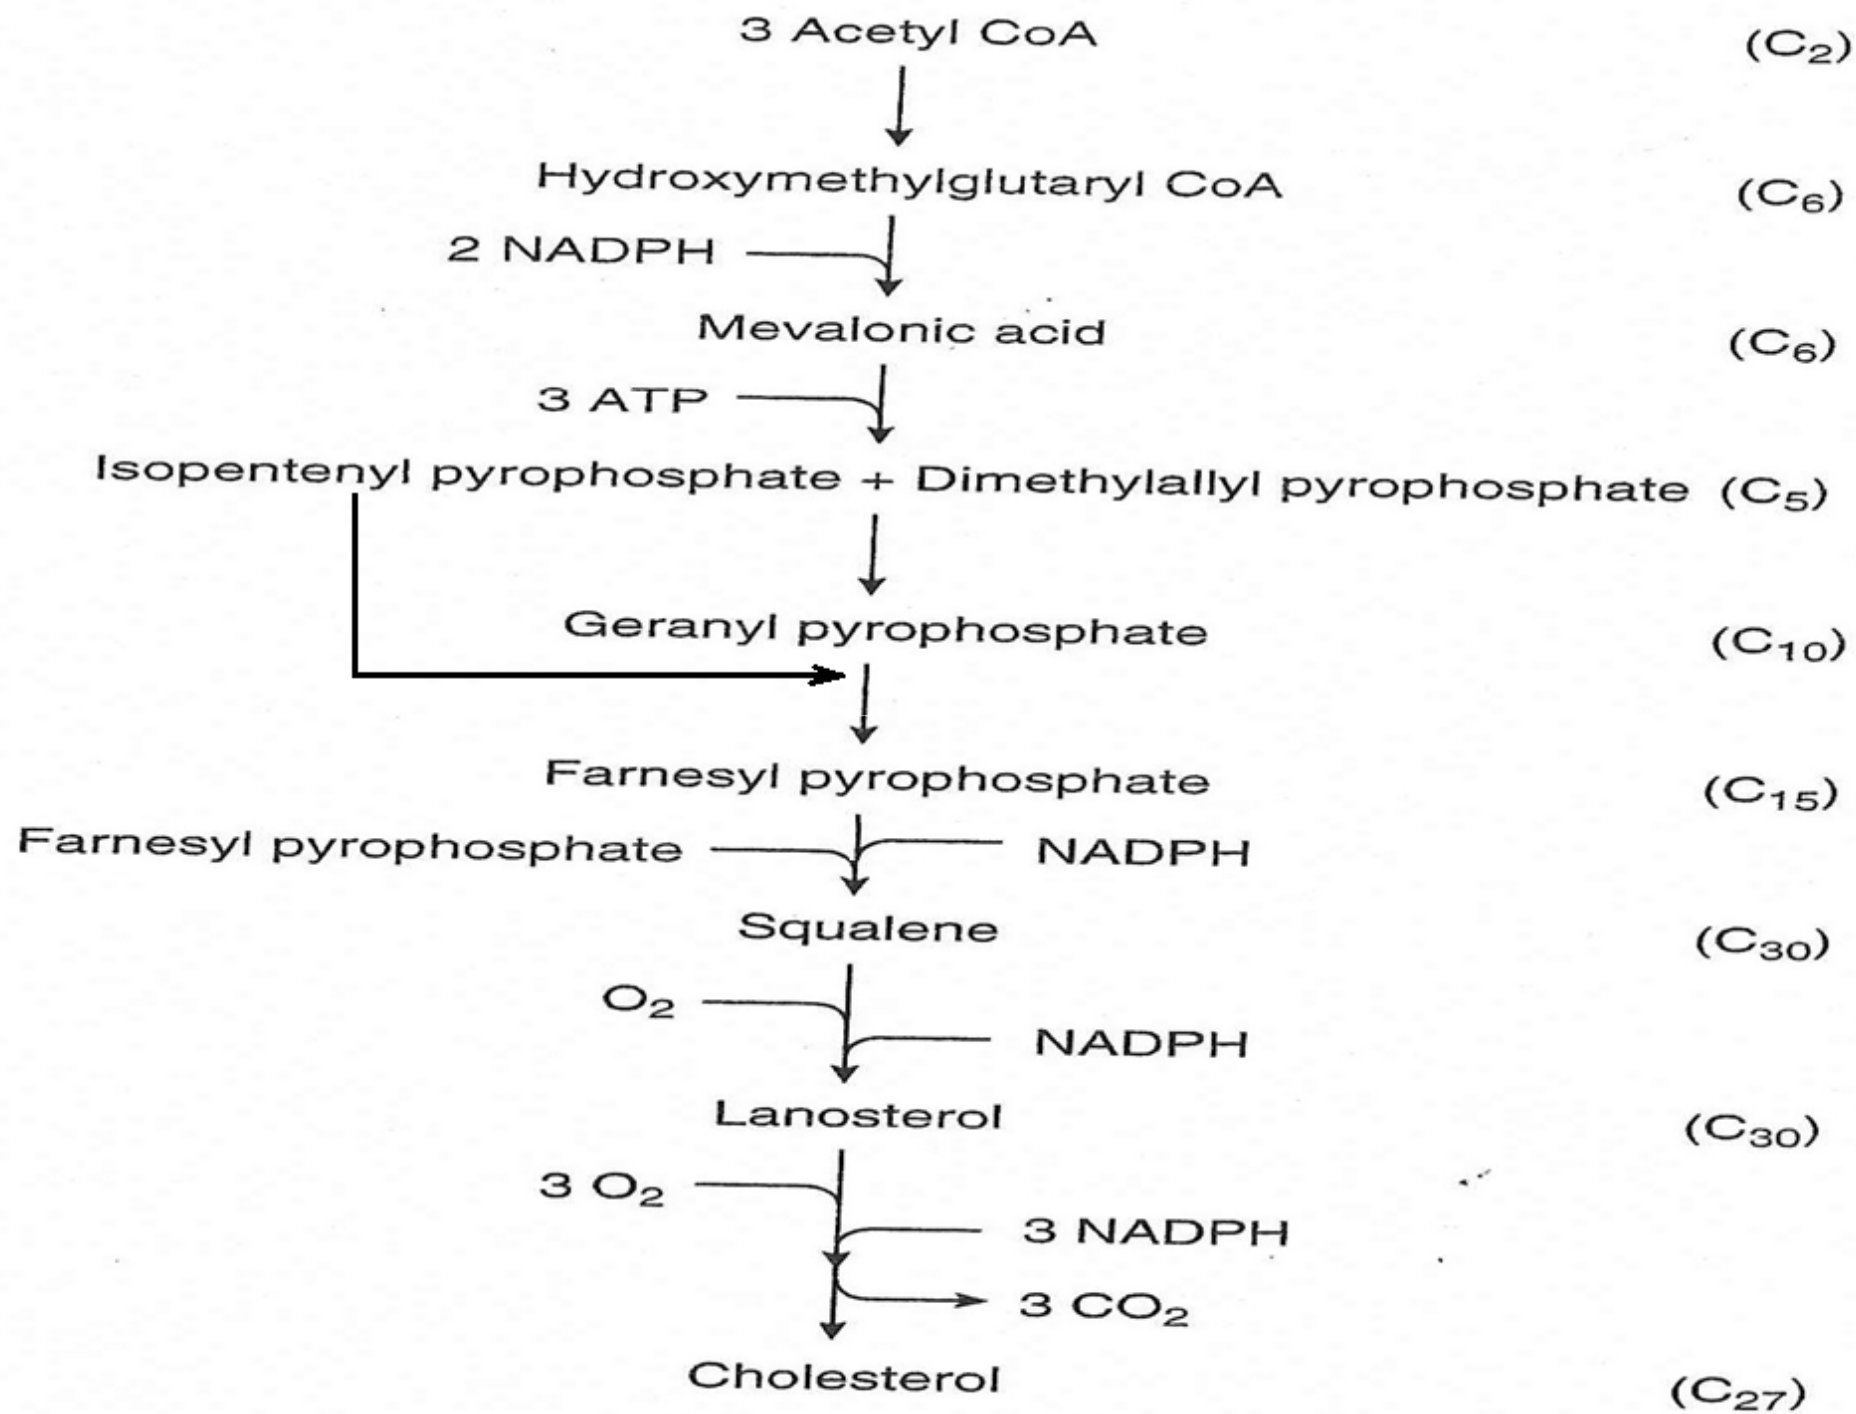 3 Acetyl CoA (C₂)
Hydroxymethylglutaryl CoA (C₆)
2 NADPH
Mevalonic acid (C₆)
3 ATP
Isopentenyl pyrophosphate + Dimethylallyl pyrophosphate (C₅)
Geranyl pyrophosphate (C₁₀)
Farnesyl pyrophosphate (C₁₅)
Farnesyl pyrophosphate NADPH
Squalene (C₃₀)
O₂
NADPH
Lanosterol (C₃₀)
3 O₂
3 NADPH
3 CO₂
Cholesterol (C₂₇)